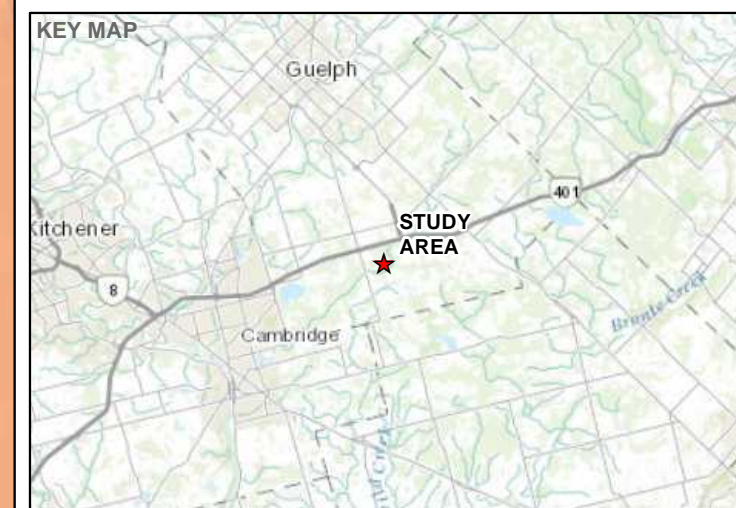 KEY MAP
Guelph
401
STUDY
AREA
Kitchener
8
Cambridge
Bronte Creek